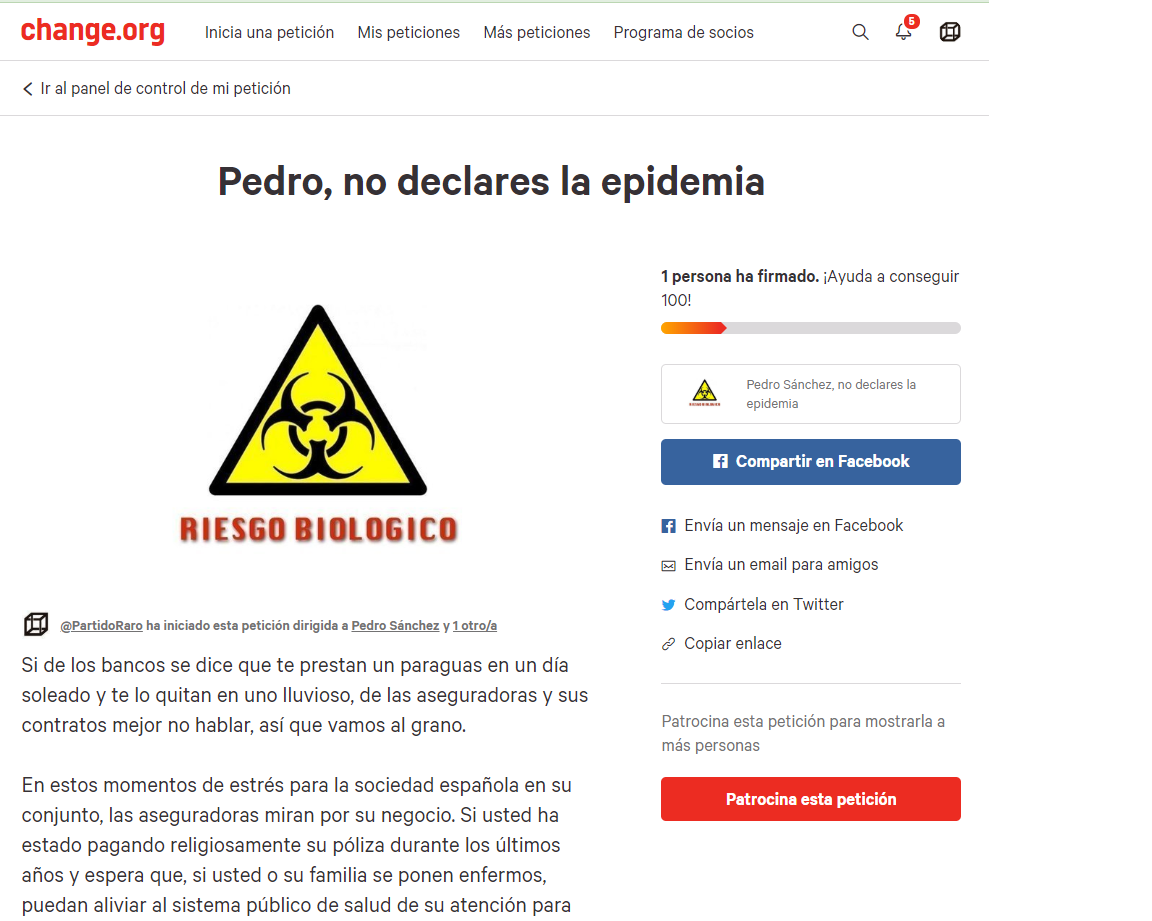 change.org
Inicia una petición
Mis peticiones
Más peticiones
Programa de socios
5
Ir al panel de control de mi petición
Pedro, no declares la epidemia
RIESGO BIOLOGICO
@PartidoRaro ha iniciado esta petición dirigida a Pedro Sánchez y 1 otro/a
Si de los bancos se dice que te prestan un paraguas en un día
soleado y te lo quitan en uno lluvioso, de las aseguradoras y sus
contratos mejor no hablar, así que vamos al grano.
En estos momentos de estrés para la sociedad española en su
conjunto, las aseguradoras miran por su negocio. Si usted ha
estado pagando religiosamente su póliza durante los últimos
años y espera que, si usted o su familia se ponen enfermos,
puedan aliviar al sistema público de salud de su atención para
1 persona ha firmado. ¡Ayuda a conseguir
100!
RIESGO BIOLOGICO
Pedro Sánchez, no declares la
epidemia
Compartir en Facebook
Envía un mensaje en Facebook
Envía un email para amigos
Compártela en Twitter
Copiar enlace
Patrocina esta petición para mostrarla a
más personas
Patrocina esta petición